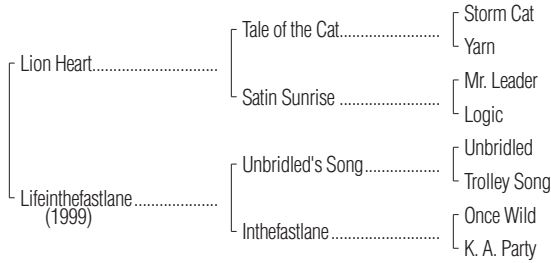 Storm Cat
Tale of the Cat..................
Yarn
Lion Heart.......................
Mr. Leader
Satin Sunrise ..................
Logic
Unbridled
Unbridled's Song.............
Trolley Song
Lifeinthefastlane ...............
(1999)
Once Wild
Inthefastlane....................
K. A. Party